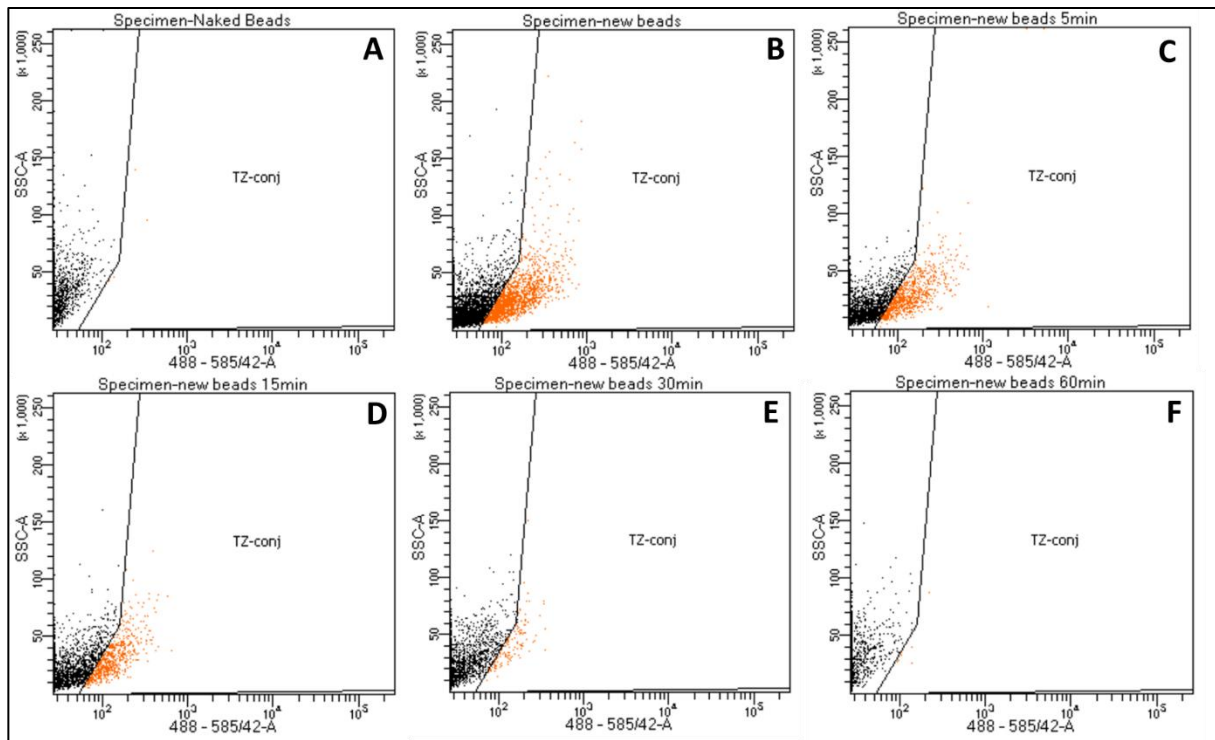 Specimen-Naked Beads
A
(x 1,000)
250
200
150
100
50
SSC-A
TZ-conj
10²
10³
10⁴
10⁵
488 - 585/42-A
Specimen-new beads
B
(x 1,000)
250
200
150
100
50
SSC-A
TZ-conj
10²
10³
10⁴
10⁵
488 - 585/42-A
Specimen-new beads 5min
C
(x 1,000)
250
200
150
100
50
SSC-A
TZ-conj
10²
10³
10⁴
10⁵
488 - 585/42-A
Specimen-new beads 15min
D
(x 1,000)
250
200
150
100
50
SSC-A
TZ-conj
10²
10³
10⁴
10⁵
488 - 585/42-A
Specimen-new beads 30min
E
(x 1,000)
250
200
150
100
50
SSC-A
TZ-conj
10²
10³
10⁴
10⁵
488 - 585/42-A
Specimen-new beads 60min
F
(x 1,000)
250
200
150
100
50
SSC-A
TZ-conj
10²
10³
10⁴
10⁵
488 - 585/42-A